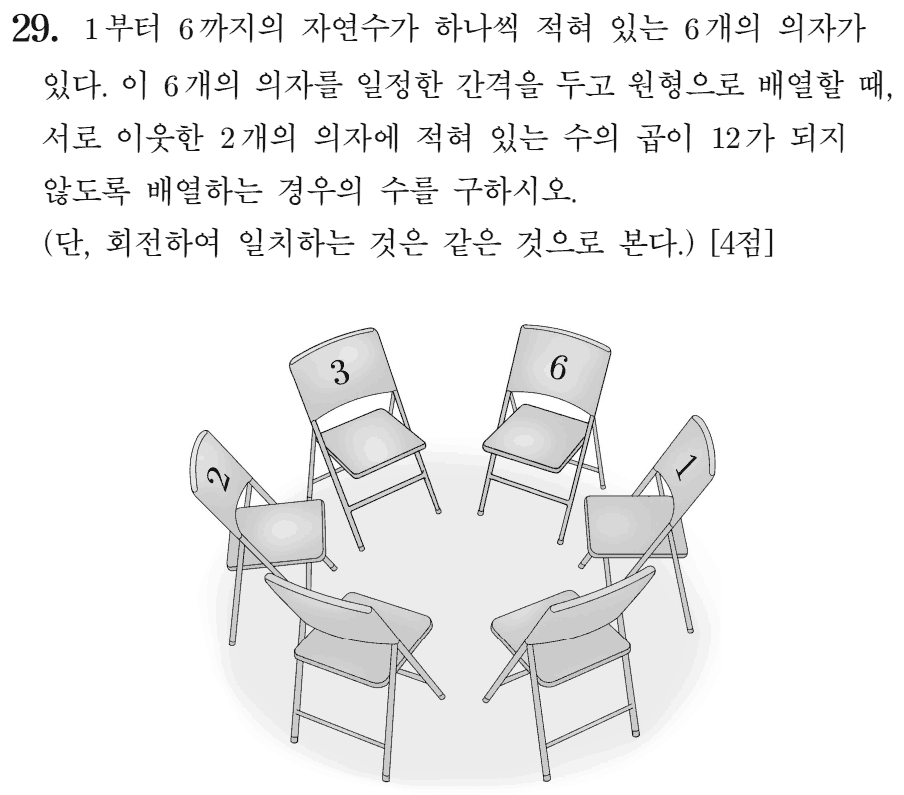 29. 1부터 6까지의 자연수가 하나씩 적혀 있는 6개의 의자가
있다. 이 6개의 의자를 일정한 간격을 두고 원형으로 배열할 때,
서로 이웃한 2개의 의자에 적혀 있는 수의 곱이 12가 되지
않도록 배열하는 경우의 수를 구하시오.
(단, 회전하여 일치하는 것은 같은 것으로 본다.) [4점]
3 6
2 1